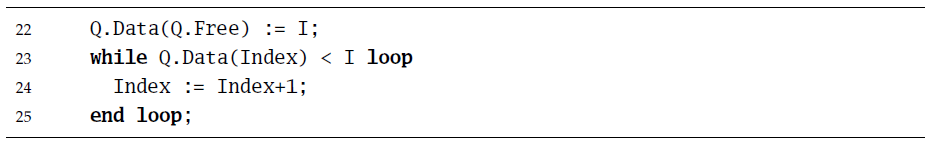 22 Q.Data(Q.Free) := I;
23 while Q.Data(Index) < I loop
24 Index := Index+1;
25 end loop;